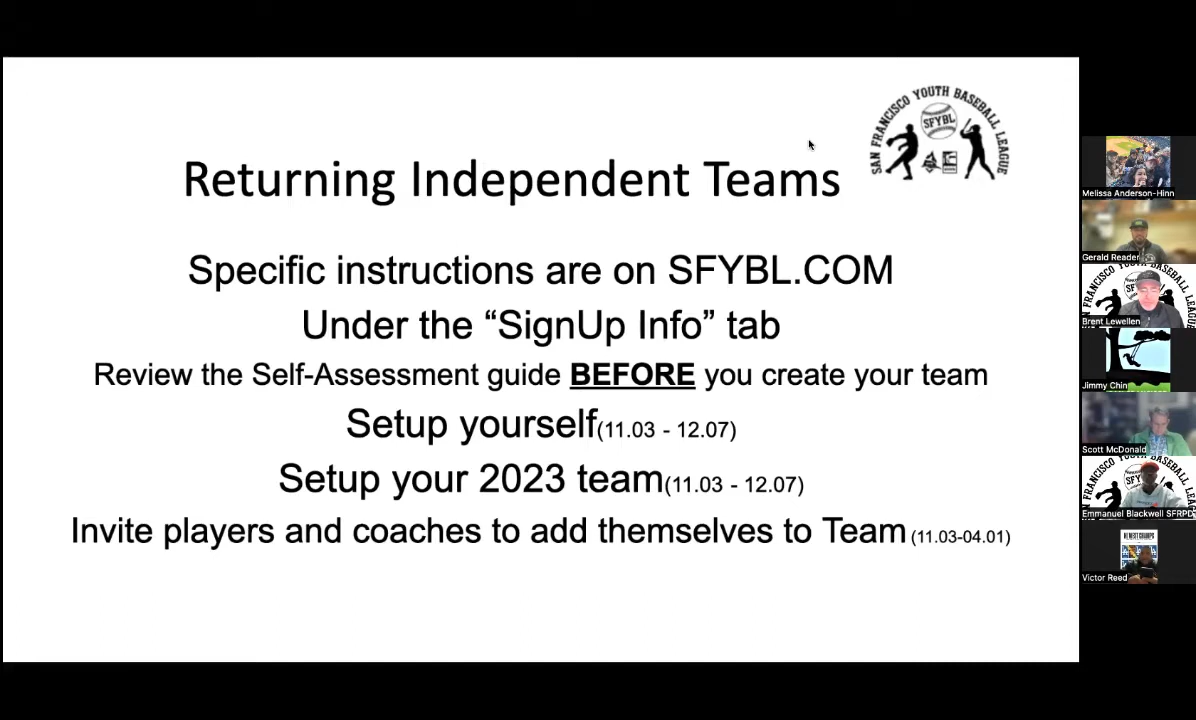 SAN FRANCISCO YOUTH BASEBALL LEAGUE
SFYBL
Returning Independent Teams
Specific instructions are on SFYBL.COM
Under the “SignUp Info” tab
Review the Self-Assessment guide BEFORE you create your team
Setup yourself(11.03 - 12.07)
Setup your 2023 team(11.03 - 12.07)
Invite players and coaches to add themselves to Team (11.03-04.01)
Melissa Anderson-Hinn
Gerald Reader
Brent Lewellen
Jimmy Chin
Scott McDonald
Emmanuel Blackwell SFRPD
Victor Reed